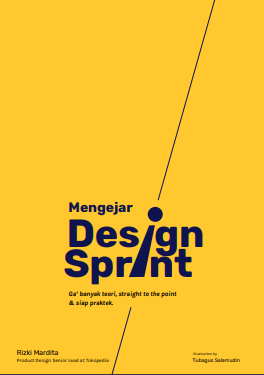 Mengejar
Design
Sprint
Ga' banyak teori, straight to the point
& siap praktek.
Rizki Mardita
Product Design Senior Lead at Tokopedia
Illustration by
Tubagus Salamudin